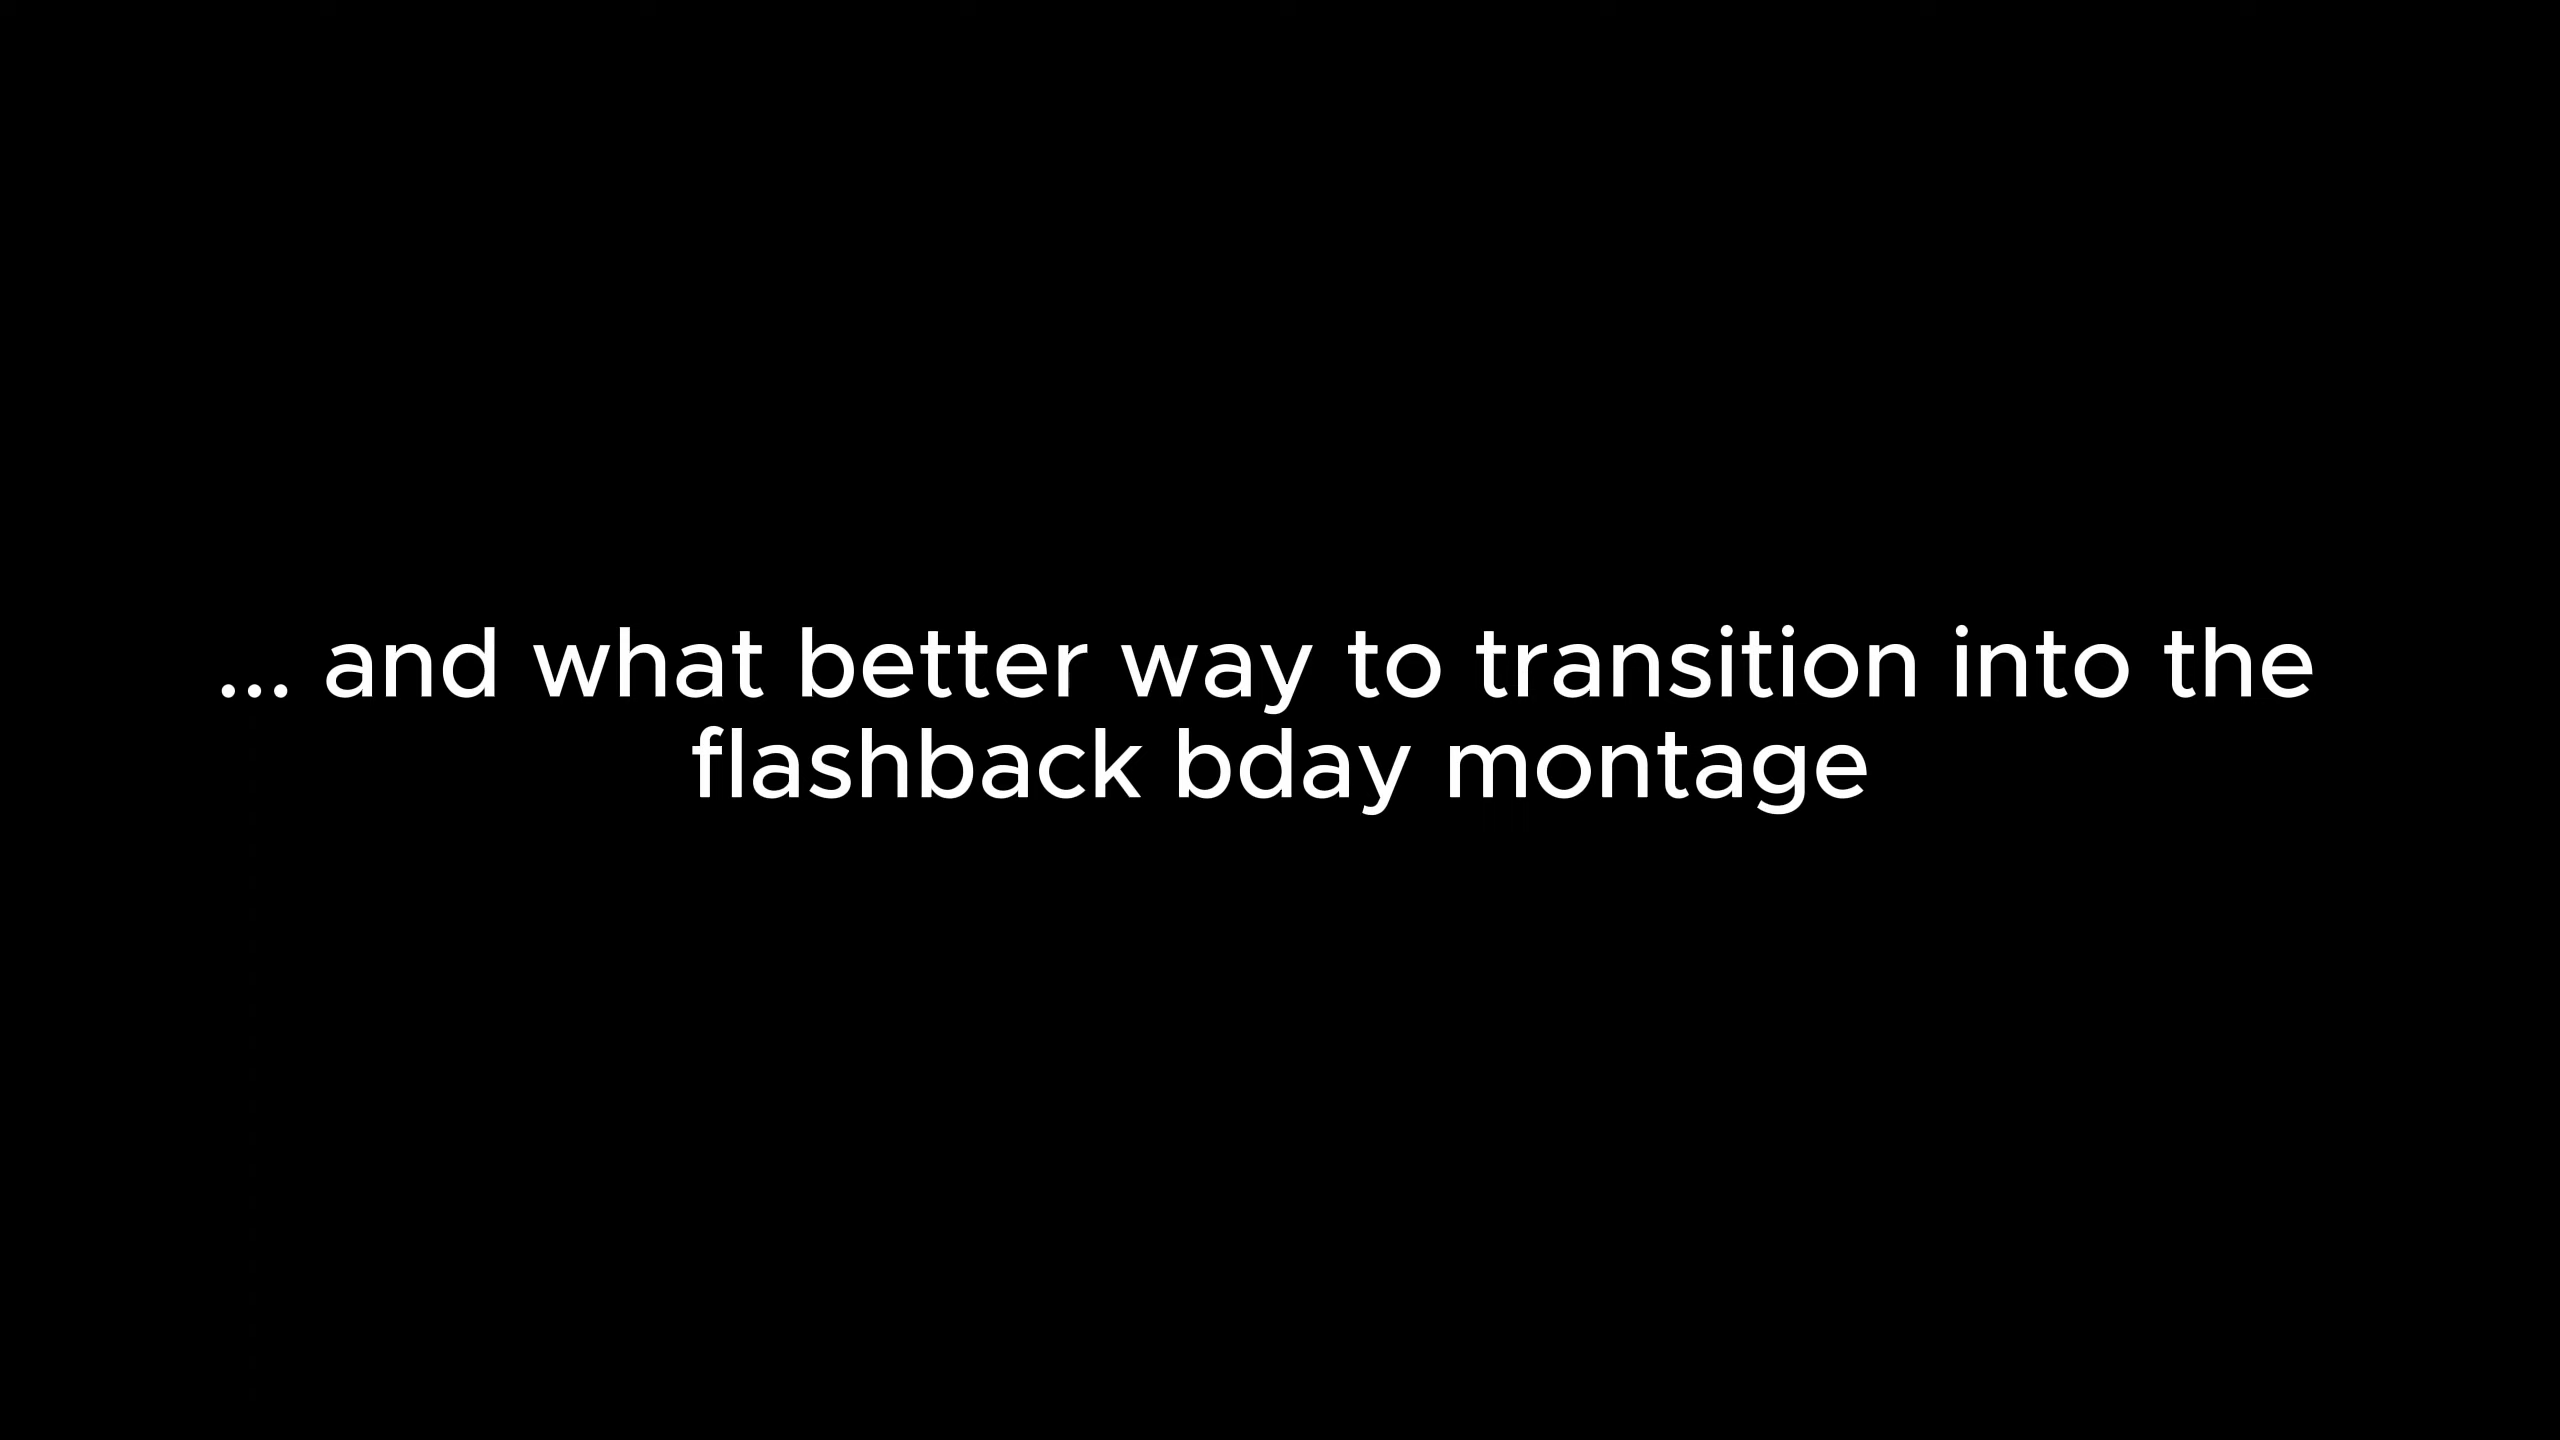 ... and what better way to transition into the
flashback bday montage